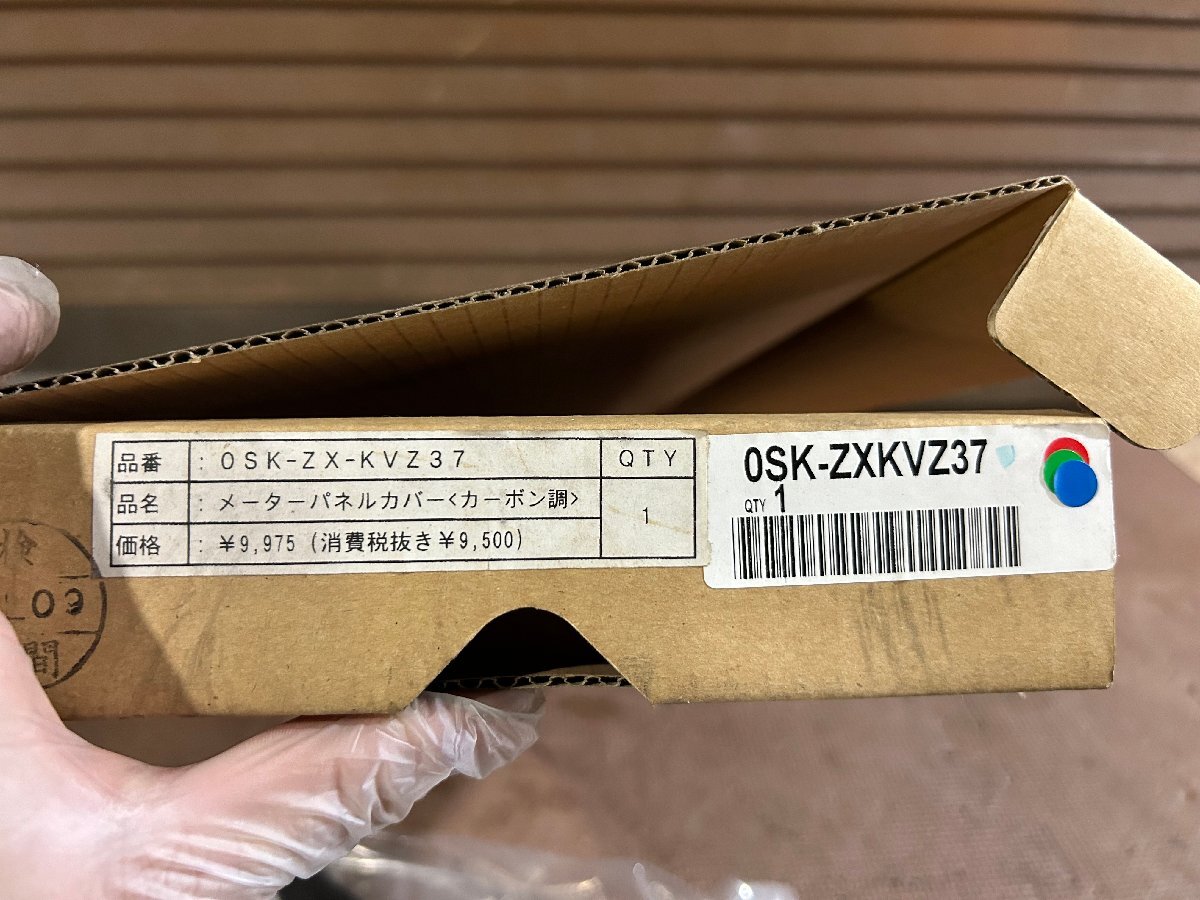 品番 : 0SK-ZX-KVZ37 QTY
品名 : メーターパネルカバー<カーボン調> 1
価格 : ¥9,975 (消費税抜き¥9,500)
0SK-ZXKVZ37
QTY 1
09